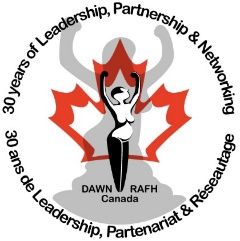 30 years of Leadership, Partnership & Networking
DAWN RAFH
Canada
30 ans de Leadership, Partenariat & Réseautage